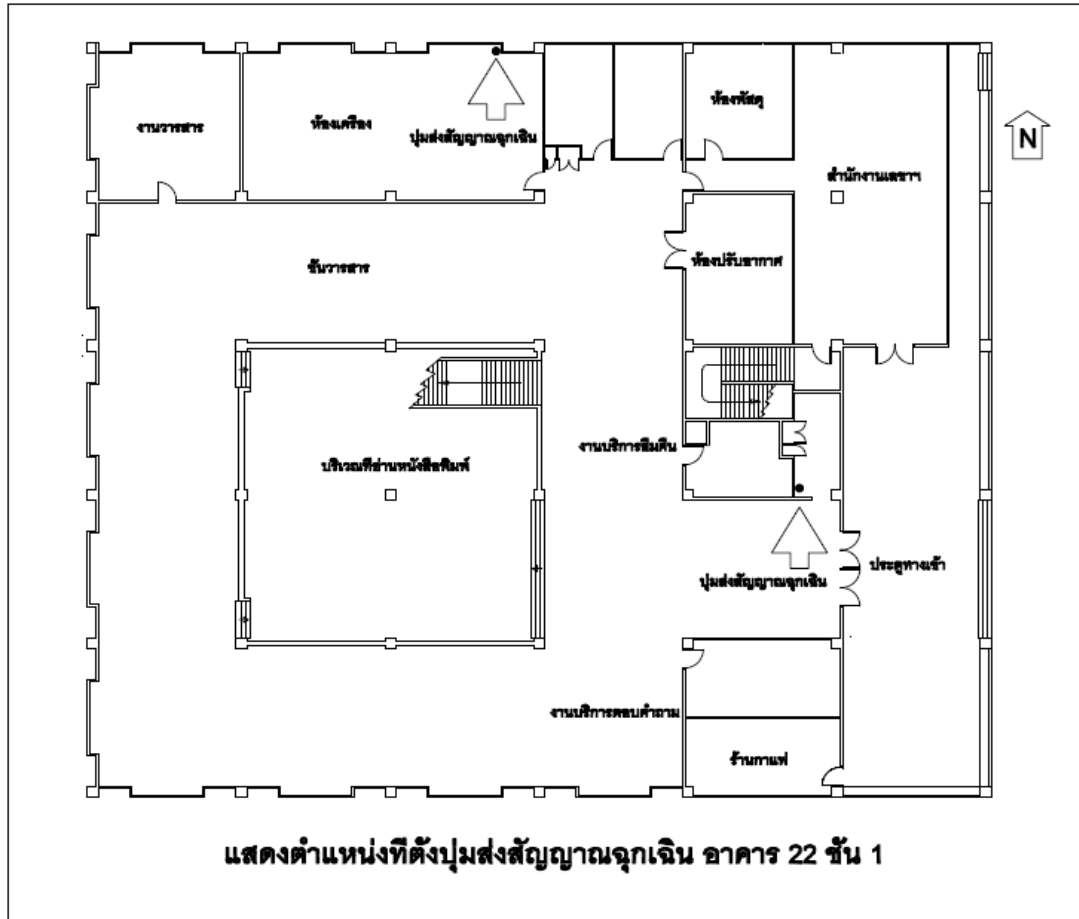 งานวารสาร
ห้องเครื่อง
ปุ่มส่งสัญญาณฉุกเฉิน
ห้องพัสดุ
N
สำนักงานเลขาฯ
ชั้นวารสาร
ห้องปรับอากาศ
งานบริการยืมคืน
บริเวณที่อ่านหนังสือพิมพ์
ประตูทางเข้า
ปุ่มส่งสัญญาณฉุกเฉิน
งานบริการตอบคำถาม
ร้านกาแฟ
แสดงตำแหน่งที่ตั้งปุ่มส่งสัญญาณฉุกเฉิน อาคาร 22 ชั้น 1